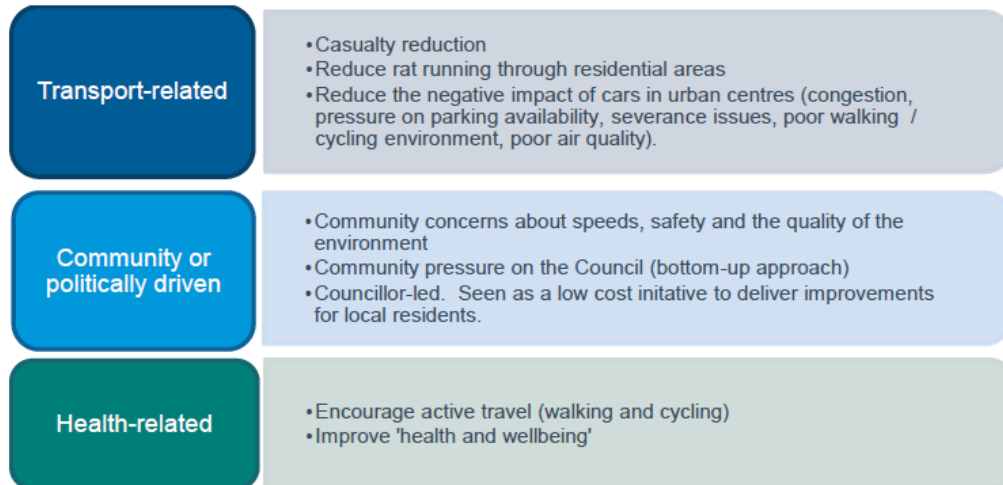 Transport-related
•Casualty reduction
•Reduce rat running through residential areas
•Reduce the negative impact of cars in urban centres (congestion,
pressure on parking availability, severance issues, poor walking /
cycling environment, poor air quality).
Community or
politically driven
•Community concerns about speeds, safety and the quality of the
environment
•Community pressure on the Council (bottom-up approach)
•Councillor-led. Seen as a low cost initative to deliver improvements
for local residents.
Health-related
•Encourage active travel (walking and cycling)
•Improve 'health and wellbeing'